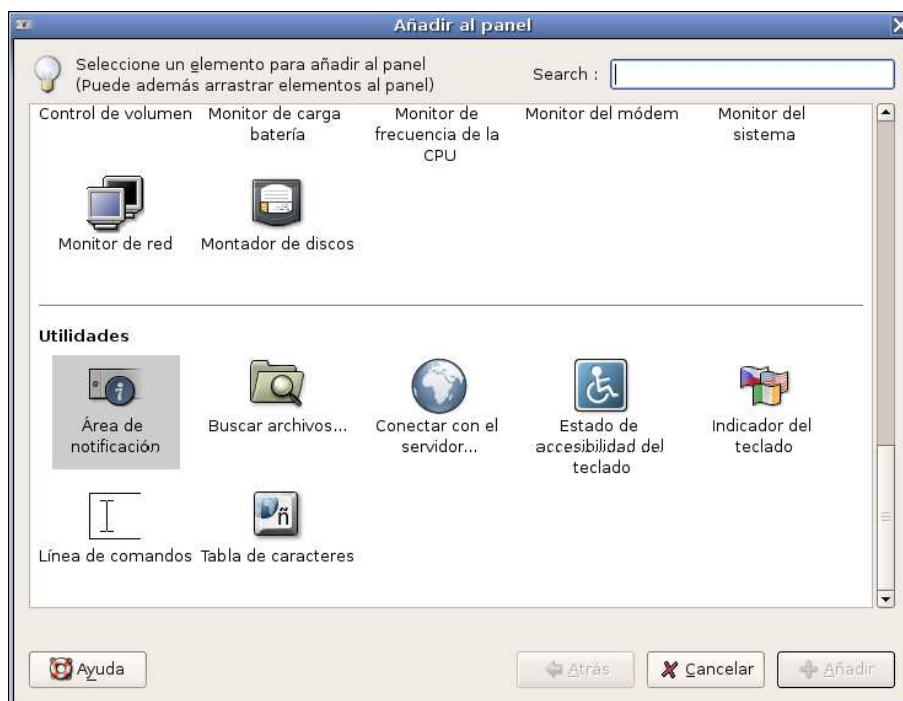 Añadir al panel
Seleccione un elemento para añadir al panel
(Puede además arrastrar elementos al panel)
Search :
Control de volumen
Monitor de carga
batería
Monitor de
frecuencia de la
CPU
Monitor del módem
Monitor del
sistema
Monitor de red
Montador de discos
Utilidades
Área de
notificación
Buscar archivos...
Conectar con el
servidor...
Estado de
accesibilidad del
teclado
Indicador del
teclado
Línea de comandos
ñ
Tabla de caracteres
Ayuda
Atrás
Cancelar
Añadir